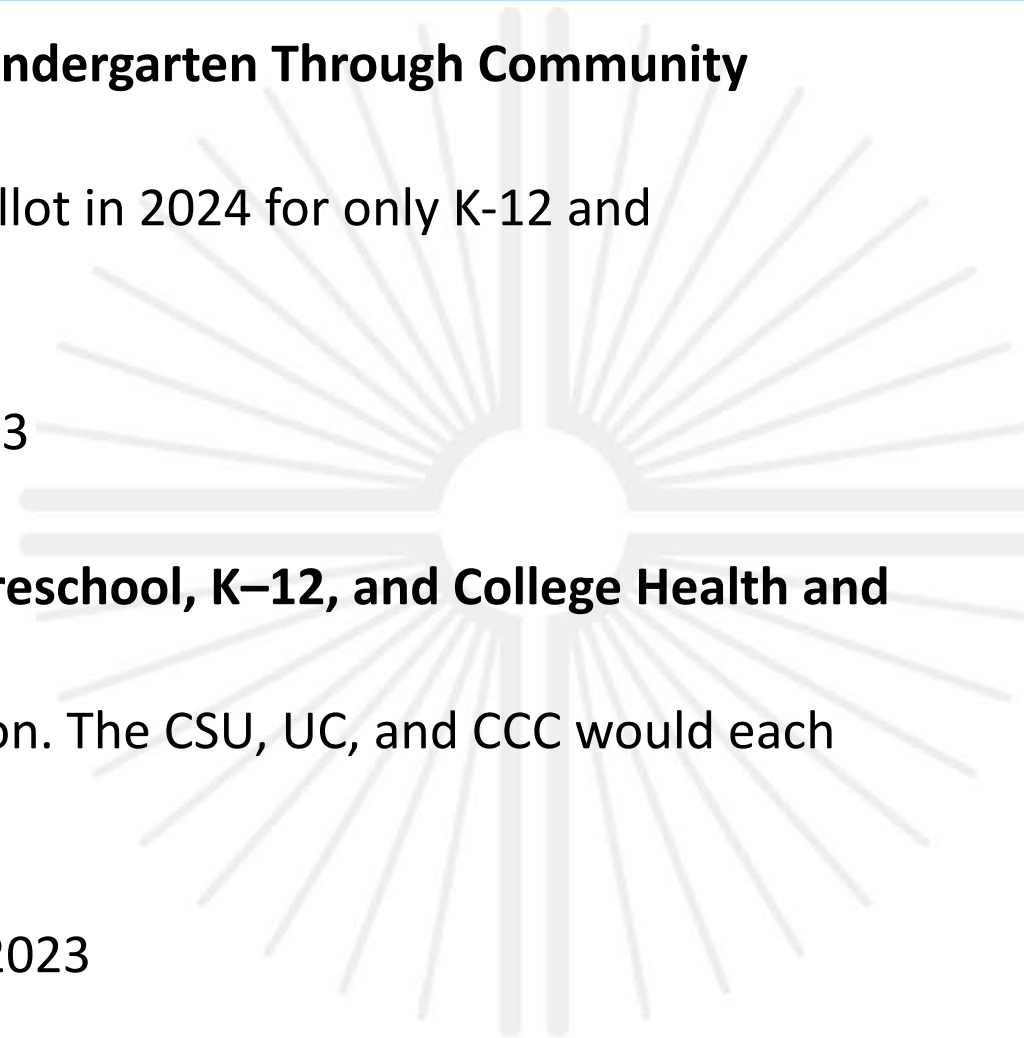 ndergarten Through Community
llot in 2024 for only K-12 and
3
reschool, K–12, and College Health and
on. The CSU, UC, and CCC would each
2023